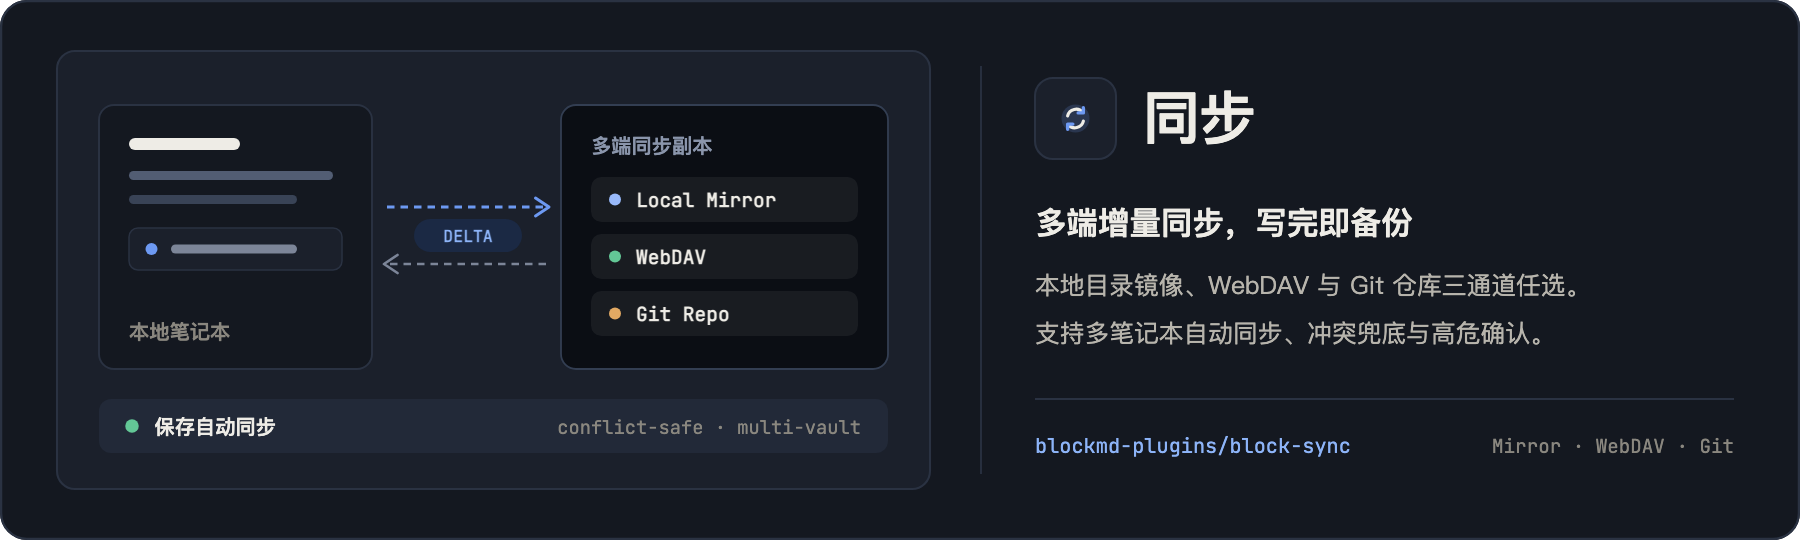 多端同步副本
Local Mirror
DELTA
WebDAV
Git Repo
本地笔记本
保存自动同步
conflict-safe · multi-vault
同步
多端增量同步，写完即备份
本地目录镜像、WebDAV 与 Git 仓库三通道任选。
支持多笔记本自动同步、冲突兜底与高危确认。
blockmd-plugins/block-sync
Mirror · WebDAV · Git